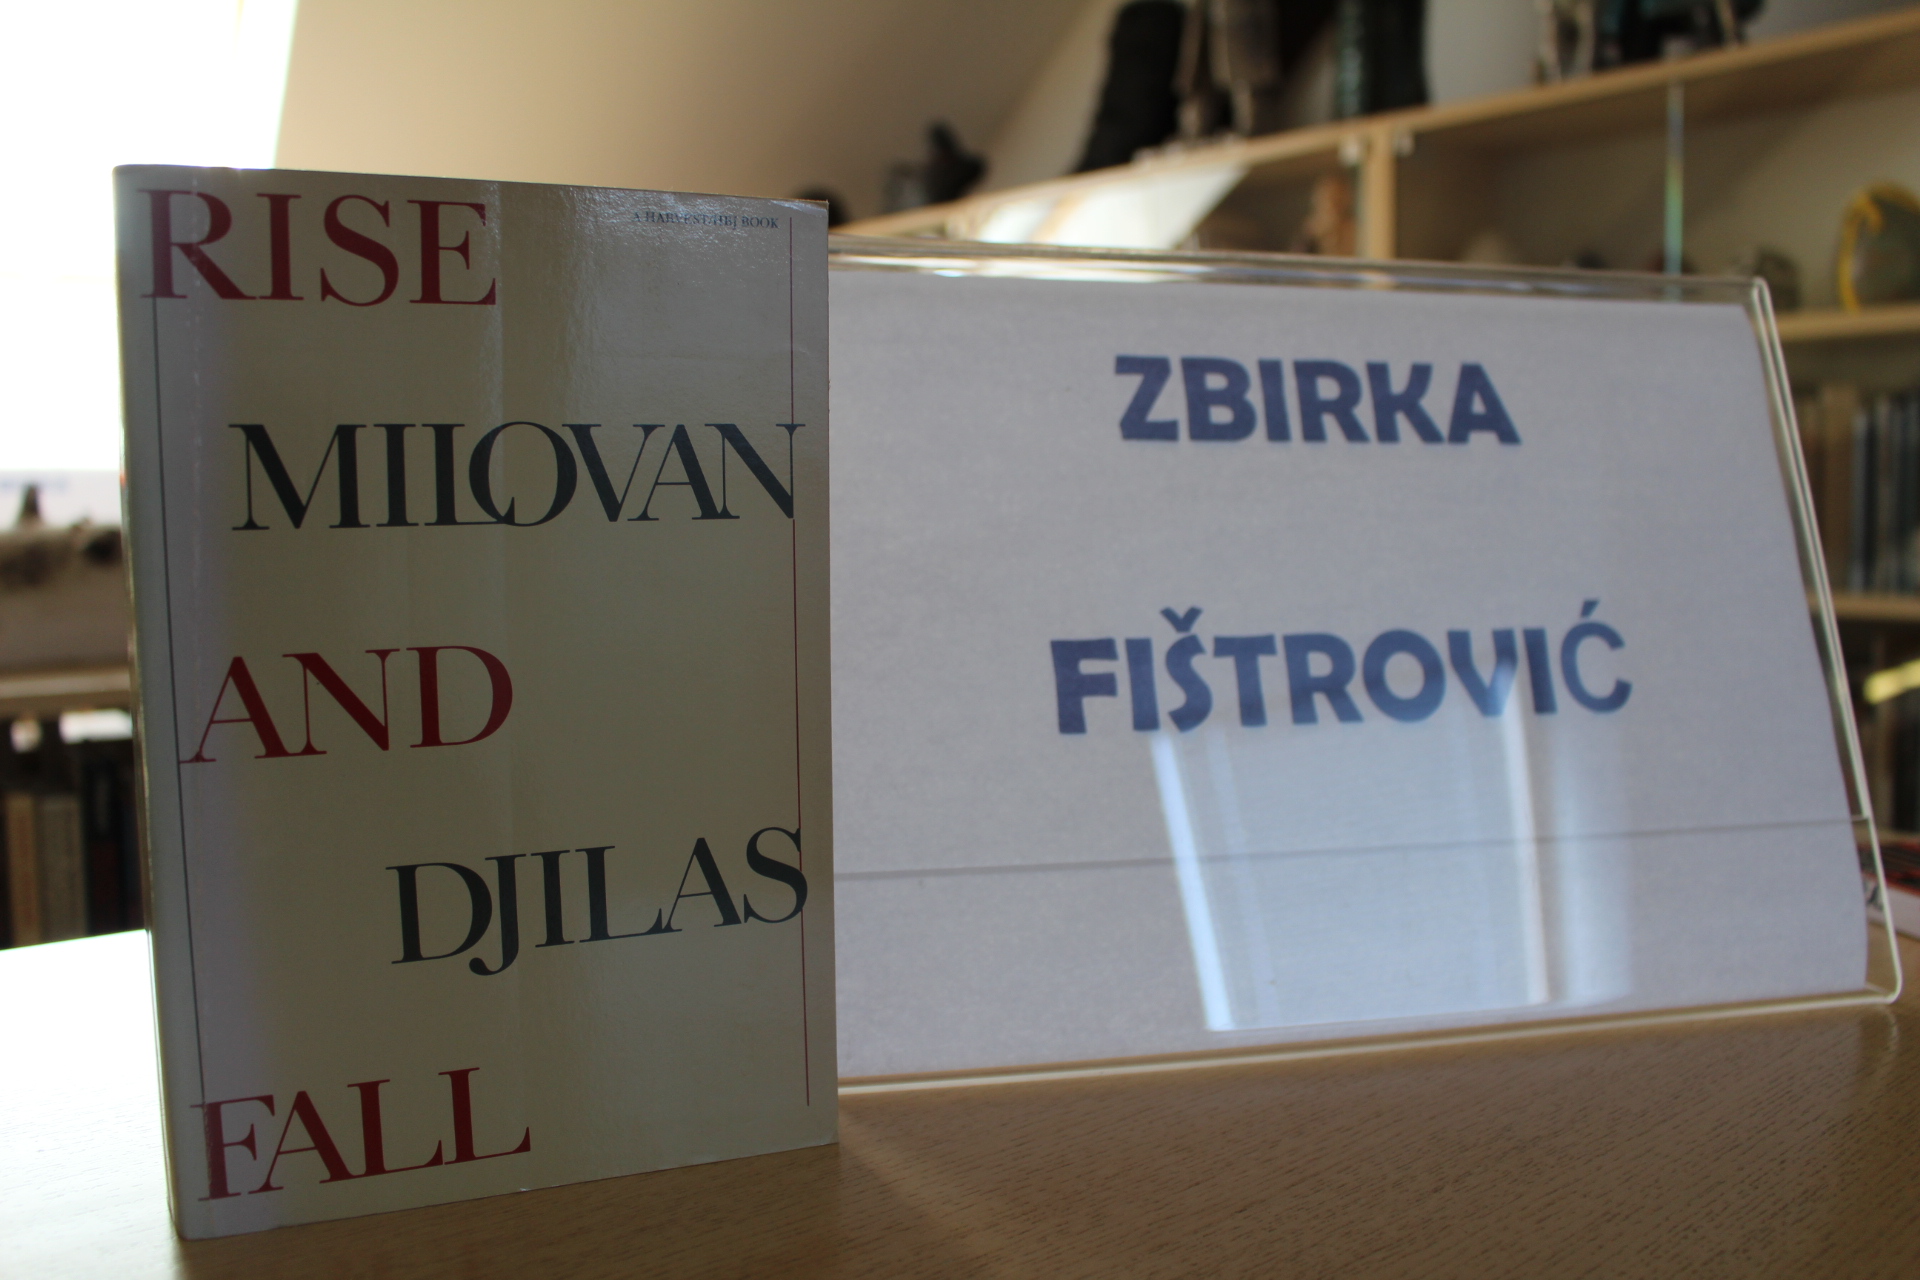 A HARVEST/HBJ BOOK
RISE
MILOVAN
AND
DJILAS
FALL
ZBIRKA
FIŠTROVIĆ